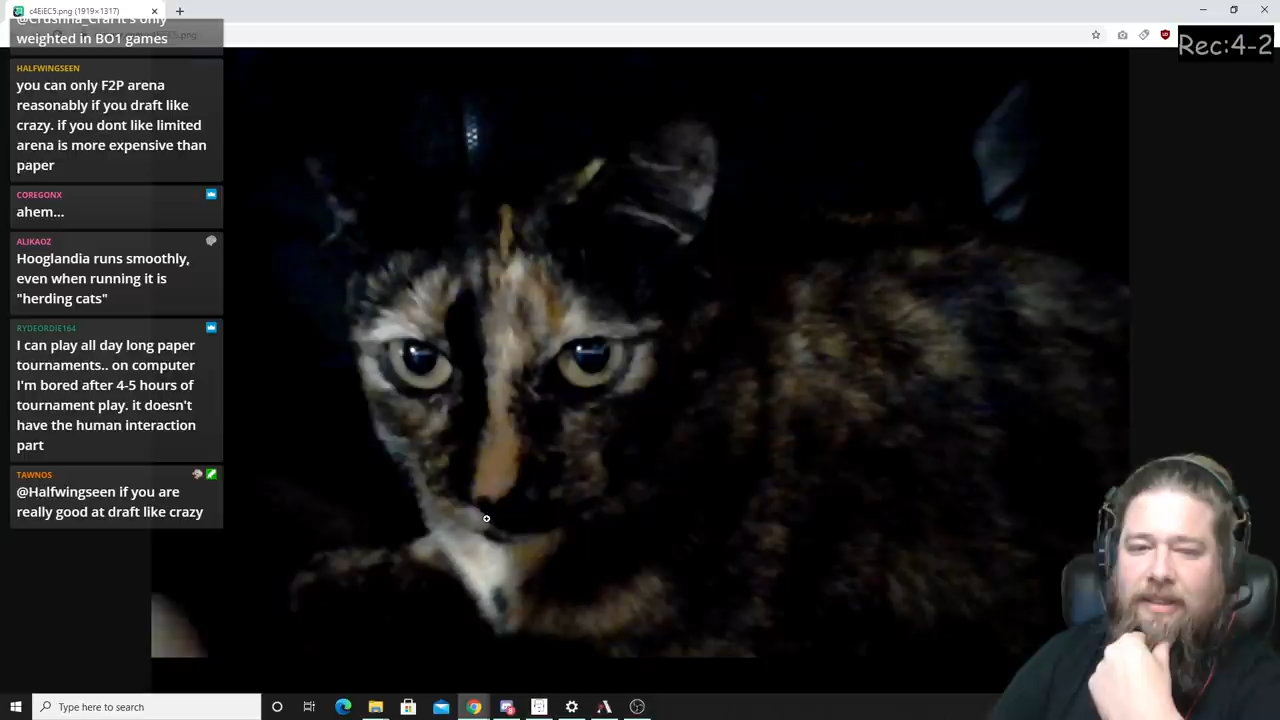 c4EiEC5.png (1919×1317)
weighted in BO1 games
Rec:4-2
HALFWINGSEEN
you can only F2P arena
reasonably if you draft like
crazy. if you dont like limited
arena is more expensive than
paper
COREGONX
ahem...
ALIKAOZ
Hooglandia runs smoothly,
even when running it is
"herding cats"
RYDEORDIE164
I can play all day long paper
tournaments.. on computer
I'm bored after 4-5 hours of
tournament play. it doesn't
have the human interaction
part
TAWNOS
@Halfwingseen if you are
really good at draft like crazy
Type here to search